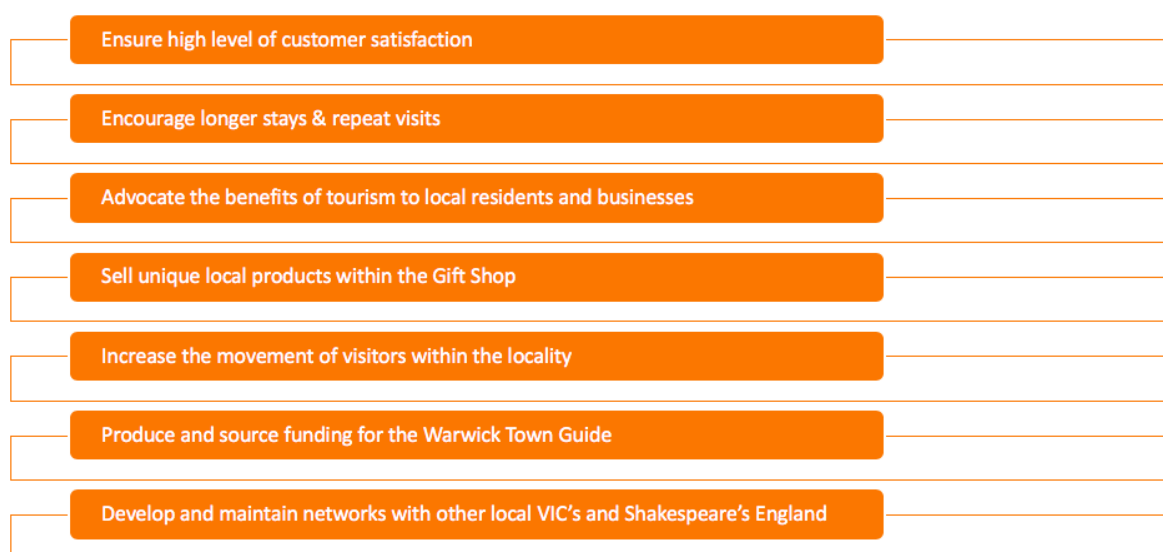 Ensure high level of customer satisfaction
Encourage longer stays & repeat visits
Advocate the benefits of tourism to local residents and businesses
Sell unique local products within the Gift Shop
Increase the movement of visitors within the locality
Produce and source funding for the Warwick Town Guide
Develop and maintain networks with other local VIC's and Shakespeare's England